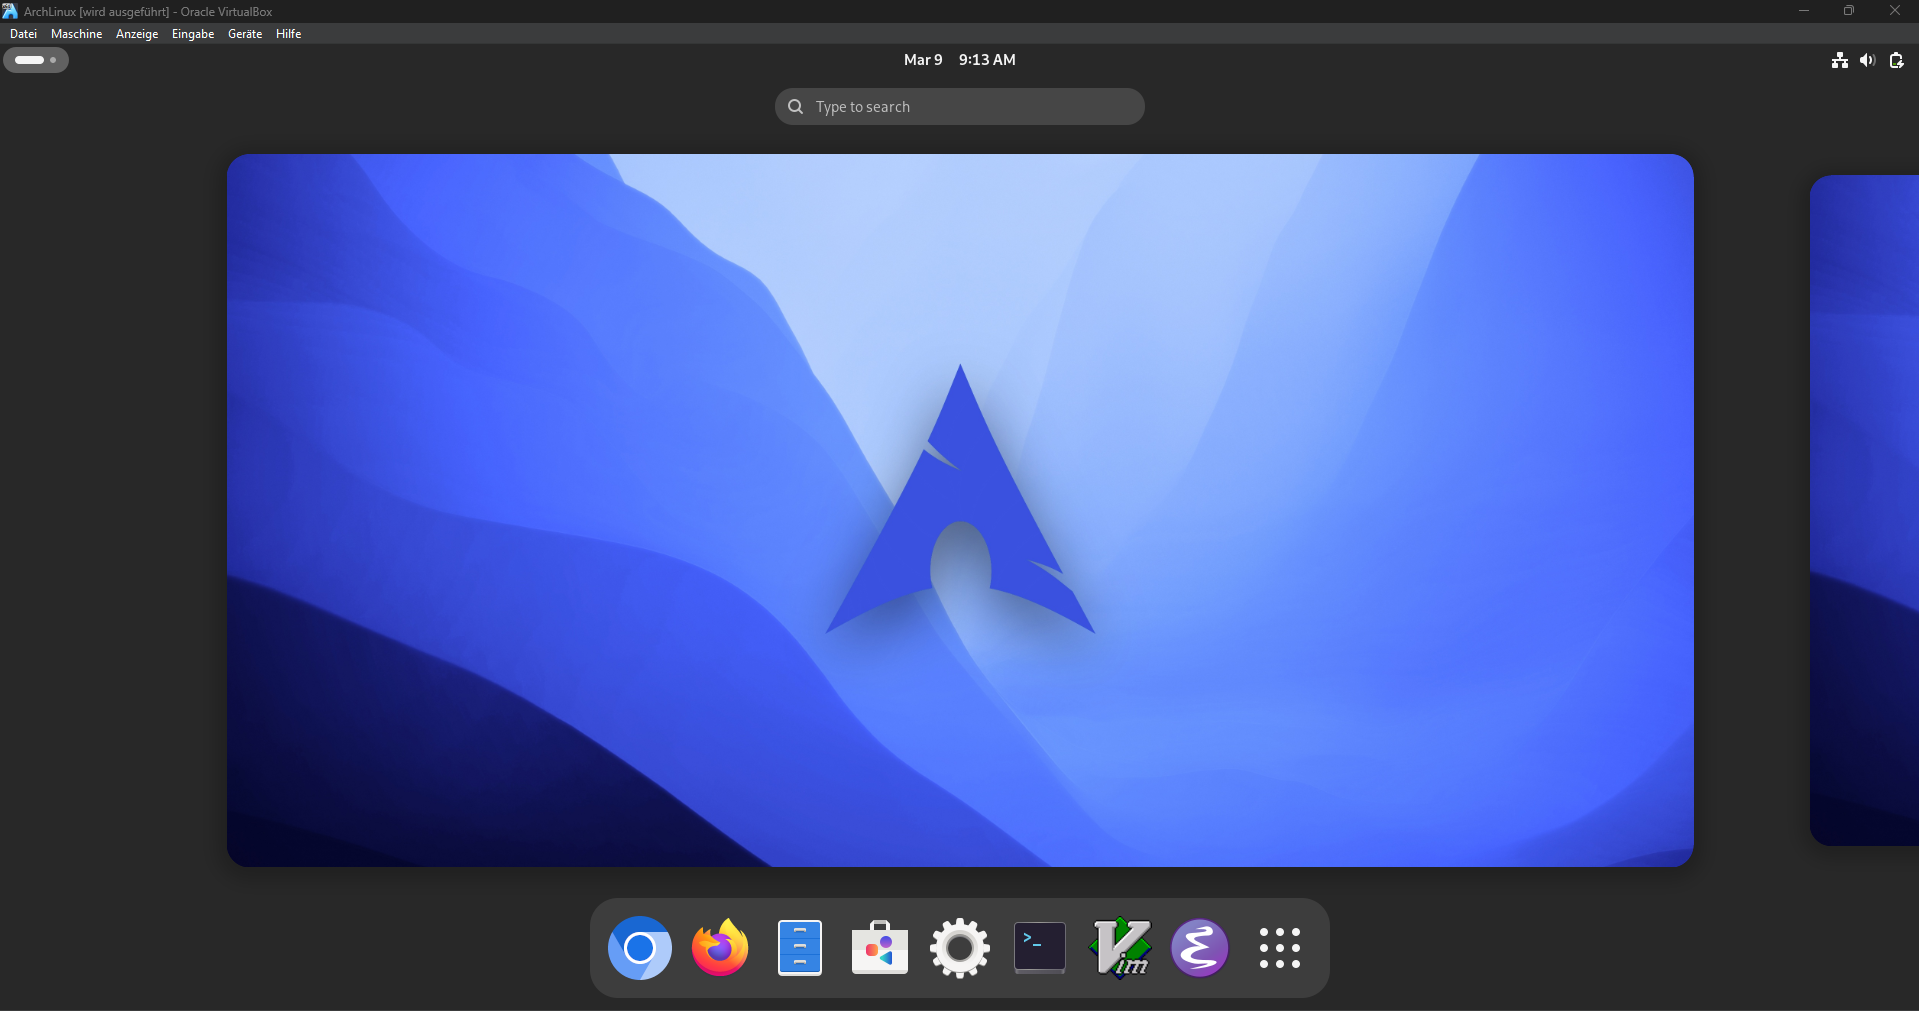 ArchLinux [wird ausgeführt] - Oracle VirtualBox
Datei Maschine Anzeige Eingabe Geräte Hilfe
Mar 9 9:13 AM
Type to search
>_
Vim